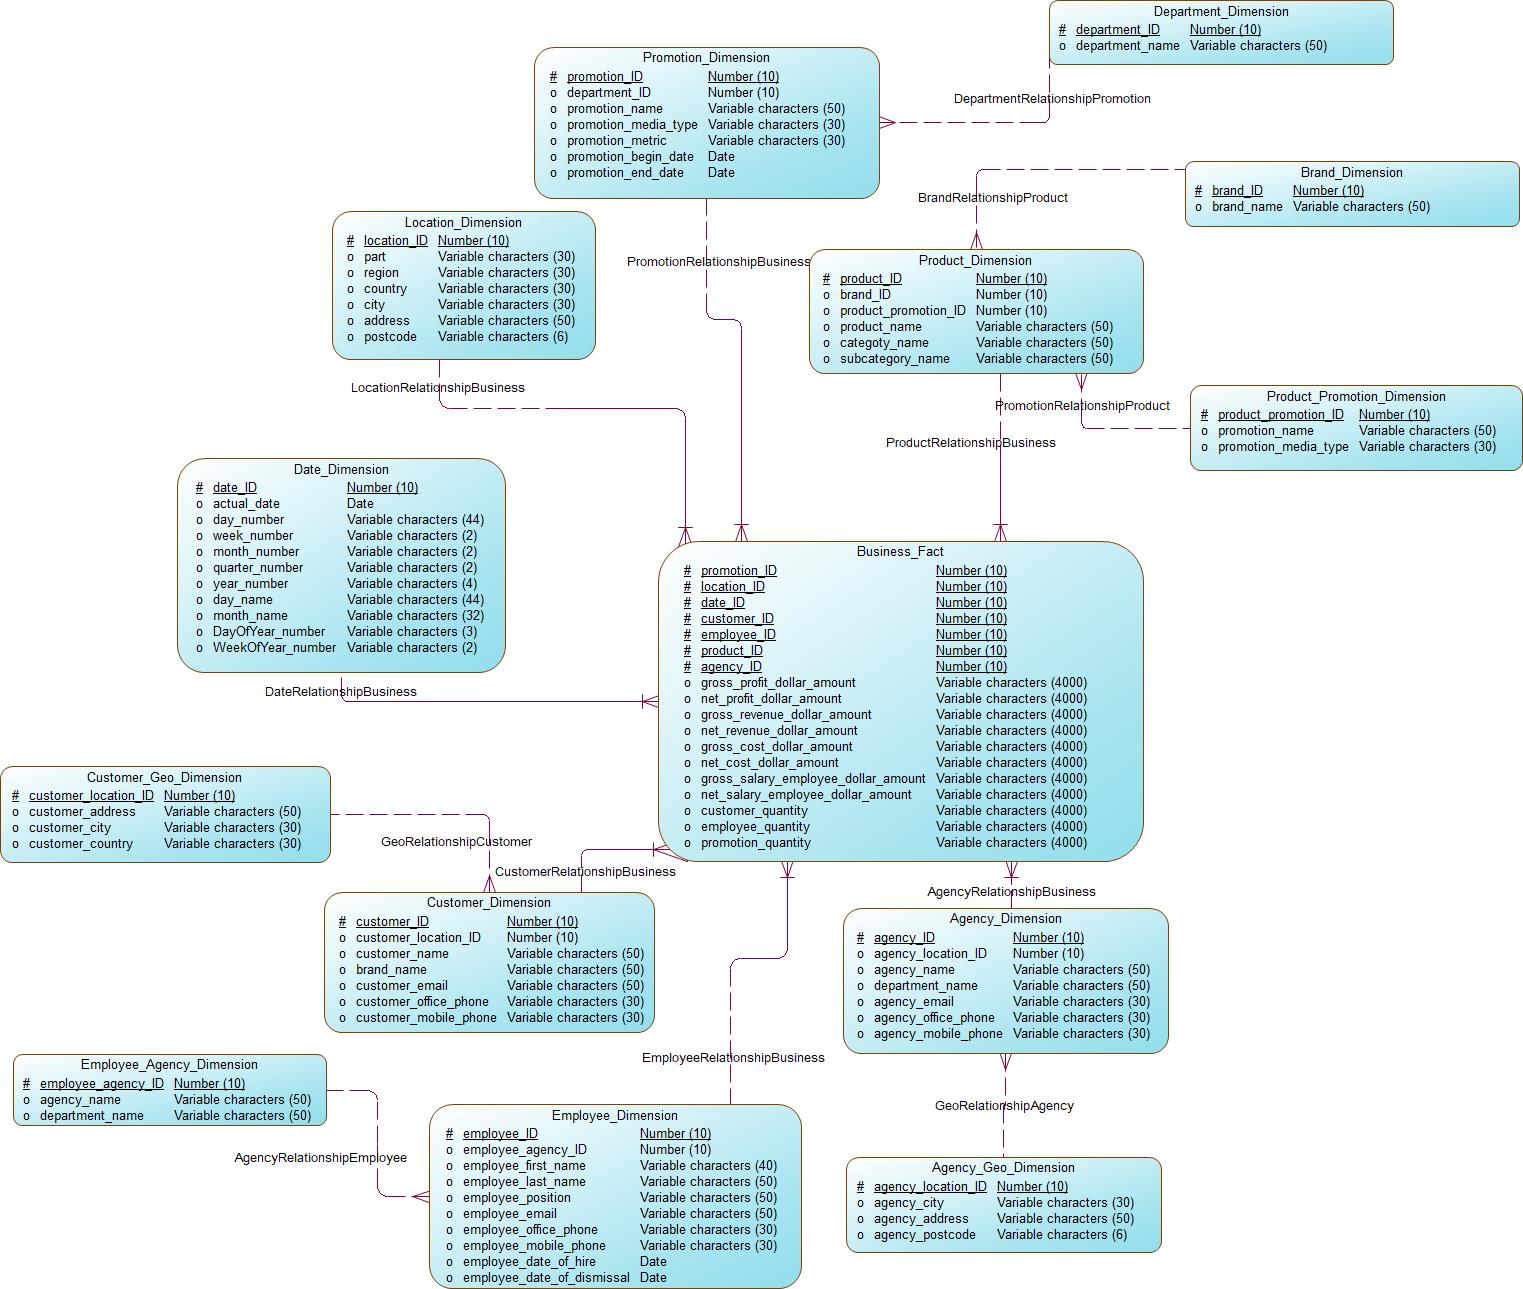 Department_Dimension
# department_ID Number (10)
o department_name Variable characters (50)
DepartmentRelationshipPromotion
Promotion_Dimension
# promotion_ID Number (10)
o department_ID Number (10)
o promotion_name Variable characters (50)
o promotion_media_type Variable characters (30)
o promotion_metric Variable characters (30)
o promotion_begin_date Date
o promotion_end_date Date
Brand_Dimension
# brand_ID Number (10)
o brand_name Variable characters (50)
BrandRelationshipProduct
Location_Dimension
# location_ID Number (10)
o part Variable characters (30)
o region Variable characters (30)
o country Variable characters (30)
o city Variable characters (30)
o address Variable characters (50)
o postcode Variable characters (6)
PromotionRelationshipBusiness
Product_Dimension
# product_ID Number (10)
o brand_ID Number (10)
o product_promotion_ID Number (10)
o product_name Variable characters (50)
o categoty_name Variable characters (50)
o subcategory_name Variable characters (50)
LocationRelationshipBusiness
PromotionRelationshipProduct
Product_Promotion_Dimension
# product_promotion_ID Number (10)
o promotion_name Variable characters (50)
o promotion_media_type Variable characters (30)
ProductRelationshipBusiness
Date_Dimension
# date_ID Number (10)
o actual_date Date
o day_number Variable characters (44)
o week_number Variable characters (2)
o month_number Variable characters (2)
o quarter_number Variable characters (2)
o year_number Variable characters (4)
o day_name Variable characters (44)
o month_name Variable characters (32)
o DayOfYear_number Variable characters (3)
o WeekOfYear_number Variable characters (2)
DateRelationshipBusiness
Business_Fact
# promotion_ID Number (10)
# location_ID Number (10)
# date_ID Number (10)
# customer_ID Number (10)
# employee_ID Number (10)
# product_ID Number (10)
# agency_ID Number (10)
o gross_profit_dollar_amount Variable characters (4000)
o net_profit_dollar_amount Variable characters (4000)
o gross_revenue_dollar_amount Variable characters (4000)
o net_revenue_dollar_amount Variable characters (4000)
o gross_cost_dollar_amount Variable characters (4000)
o net_cost_dollar_amount Variable characters (4000)
o gross_salary_employee_dollar_amount Variable characters (4000)
o net_salary_employee_dollar_amount Variable characters (4000)
o customer_quantity Variable characters (4000)
o employee_quantity Variable characters (4000)
o promotion_quantity Variable characters (4000)
Customer_Geo_Dimension
# customer_location_ID Number (10)
o customer_address Variable characters (50)
o customer_city Variable characters (30)
o customer_country Variable characters (30)
GeoRelationshipCustomer
CustomerRelationshipBusiness
Customer_Dimension
# customer_ID Number (10)
o customer_location_ID Number (10)
o customer_name Variable characters (50)
o brand_name Variable characters (50)
o customer_email Variable characters (50)
o customer_office_phone Variable characters (30)
o customer_mobile_phone Variable characters (30)
AgencyRelationshipBusiness
Agency_Dimension
# agency_ID Number (10)
o agency_location_ID Number (10)
o agency_name Variable characters (50)
o department_name Variable characters (50)
o agency_email Variable characters (30)
o agency_office_phone Variable characters (30)
o agency_mobile_phone Variable characters (30)
Employee_Agency_Dimension
# employee_agency_ID Number (10)
o agency_name Variable characters (50)
o department_name Variable characters (50)
AgencyRelationshipEmployee
EmployeeRelationshipBusiness
Employee_Dimension
# employee_ID Number (10)
o employee_agency_ID Number (10)
o employee_first_name Variable characters (40)
o employee_last_name Variable characters (50)
o employee_position Variable characters (50)
o employee_email Variable characters (50)
o employee_office_phone Variable characters (30)
o employee_mobile_phone Variable characters (30)
o employee_date_of_hire Date
o employee_date_of_dismissal Date
GeoRelationshipAgency
Agency_Geo_Dimension
# agency_location_ID Number (10)
o agency_city Variable characters (30)
o agency_address Variable characters (50)
o agency_postcode Variable characters (6)